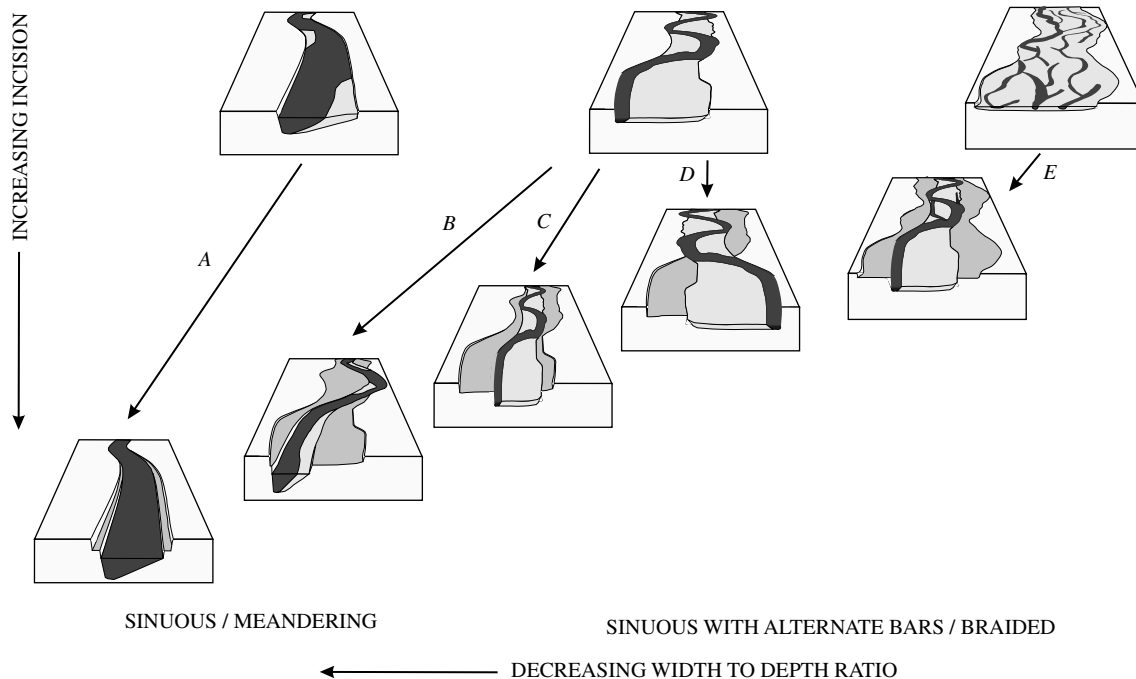 INCREASING INCISION
A
B
C
D
E
SINUOUS / MEANDERING
SINUOUS WITH ALTERNATE BARS / BRAIDED
DECREASING WIDTH TO DEPTH RATIO